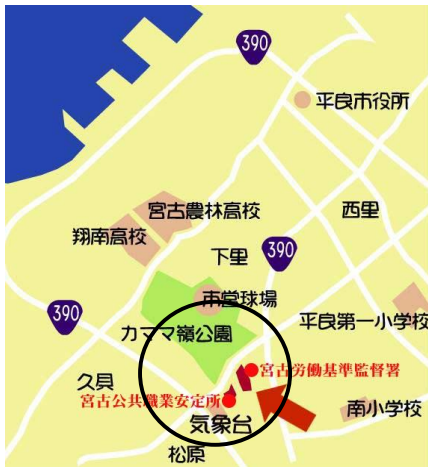 390
平良市役所
宮古農林高校
西里
翔南高校
下里
390
市営球場
390
カママ嶺公園
平良第一小学校
宮古労働基準監督署
久貝
宮古公共職業安定所
南小学校
気象台
松原